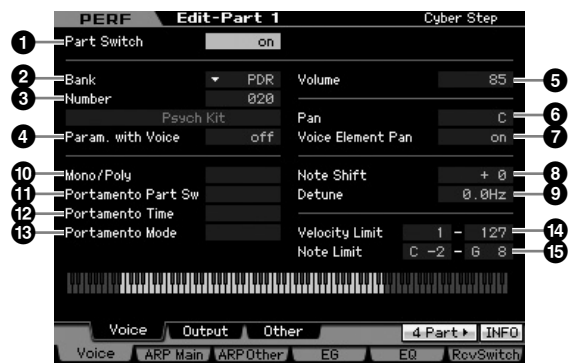 PERF Edit-Part 1 Cyber Step
1 Part Switch on
2 Bank PDR Volume 85 5
3 Number 020
Psych Kit Pan C 6
4 Param. with Voice off Voice Element Pan on 7
10 Mono/Poly Note Shift + 0 8
11 Portamento Part Sw Detune 0.0Hz 9
12 Portamento Time
13 Portamento Mode Velocity Limit 1 - 127 14
Note Limit C -2 - G 8 15
Voice Output Other 4 Part INFO
Voice ARP Main ARP Other EG EQ RcvSwitch